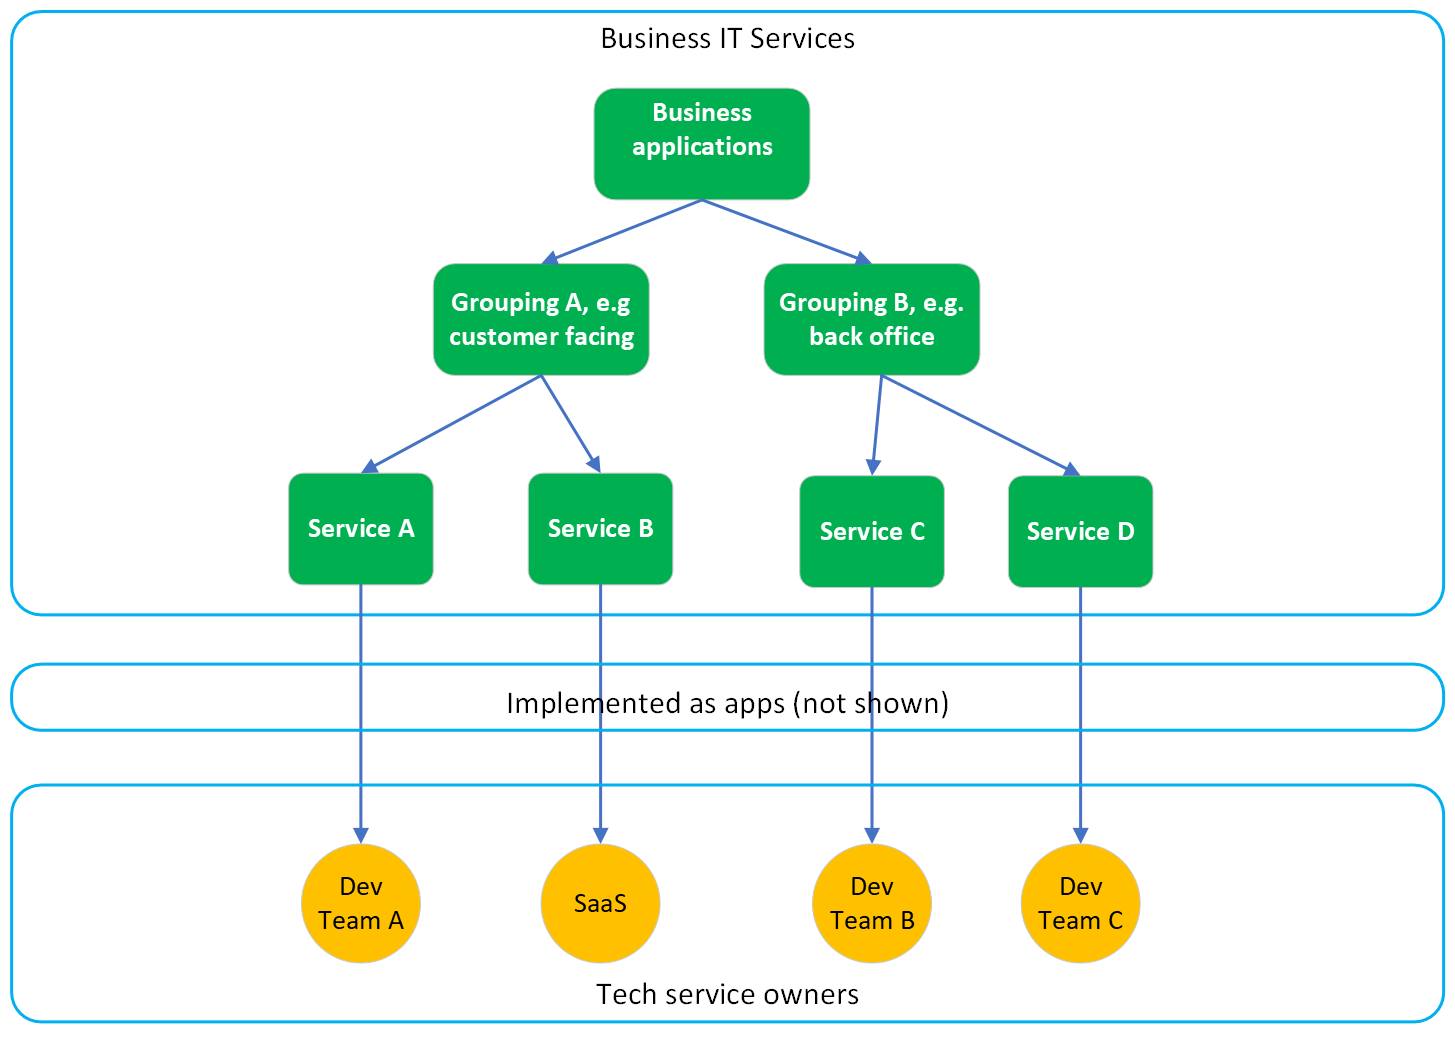 Business IT Services
Business
applications
Grouping A, e.g
customer facing
Grouping B, e.g.
back office
Service A
Service B
Service C
Service D
Implemented as apps (not shown)
Dev
Team A
SaaS
Dev
Team B
Dev
Team C
Tech service owners